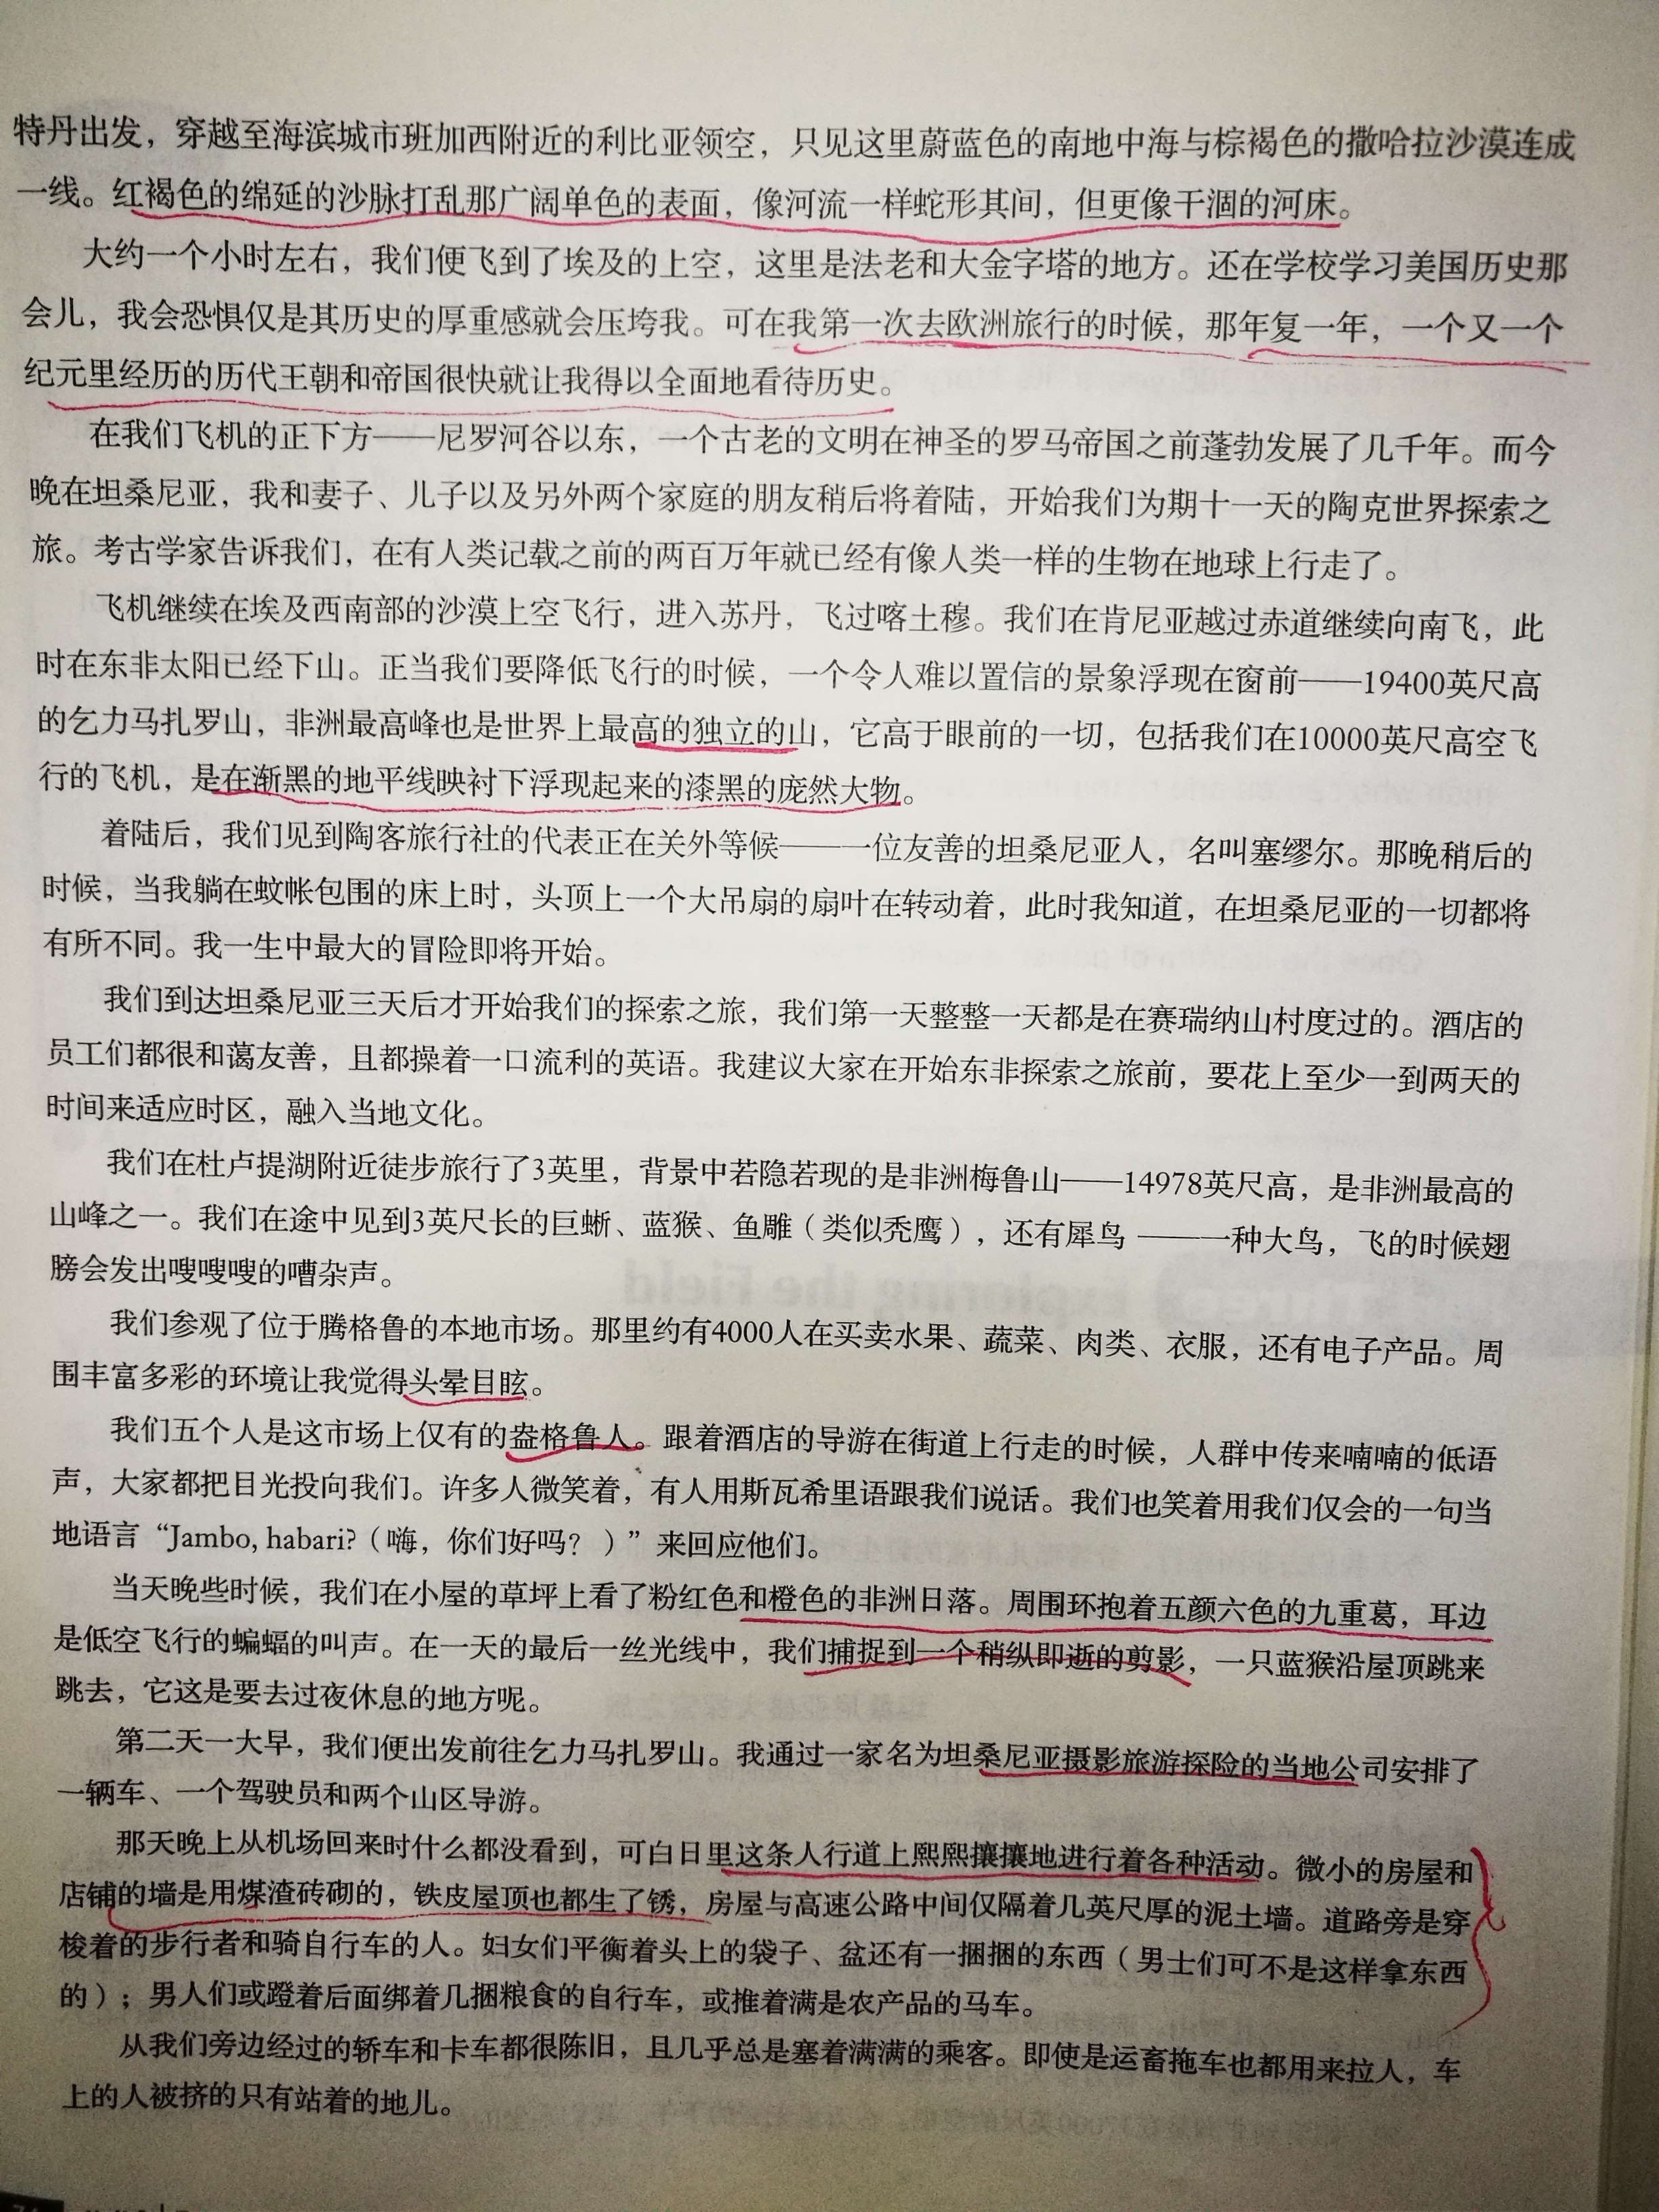 特丹出发，穿越至海滨城市班加西附近的利比亚领空，只见这里蔚蓝色的南地中海与棕褐色的撒哈拉沙漠连成
一线。红褐色的绵延的沙脉打乱那广阔单色的表面，像河流一样蛇形其间，但更像干涸的河床。
大约一个小时左右，我们便飞到了埃及的上空，这里是法老和大金字塔的地方。还在学校学习美国历史那
会儿，我会恐惧仅是其历史的厚重感就会压垮我。可在我第一次去欧洲旅行的时候，那年复一年，一个又一个
纪元里经历的历代王朝和帝国很快就让我得以全面地看待历史。
在我们飞机的正下方——尼罗河谷以东，一个古老的文明在神圣的罗马帝国之前蓬勃发展了几千年。而今
晚在坦桑尼亚，我和妻子、儿子以及另外两个家庭的朋友稍后将着陆，开始我们为期十一天的陶克世界探索之
旅。考古学家告诉我们，在有人类记载之前的两百万年就已经有像人类一样的生物在地球上行走了。
飞机继续在埃及西南部的沙漠上空飞行，进入苏丹，飞过喀土穆。我们在肯尼亚越过赤道继续向南飞，此
时在东非太阳已经下山。正当我们要降低飞行的时候，一个令人难以置信的景象浮现在窗前——19400英尺高
的乞力马扎罗山，非洲最高峰也是世界上最高的独立的山，它高于眼前的一切，包括我们在10000英尺高空飞
行的飞机，是在渐黑的地平线映衬下浮现起来的漆黑的庞然大物。
着陆后，我们见到陶客旅行社的代表正在关外等候——一位友善的坦桑尼亚人，名叫塞缪尔。那晚稍后的
时候，当我躺在蚊帐包围的床上时，头顶上一个大吊扇的扇叶在转动着，此时我知道，在坦桑尼亚的一切都将
有所不同。我一生中最大的冒险即将开始。
我们到达坦桑尼亚三天后才开始我们的探索之旅，我们第一天整整一天都是在赛瑞纳山村度过的。酒店的
员工们都很和蔼友善，且都操着一口流利的英语。我建议大家在开始东非探索之旅前，要花上至少一到两天的
时间来适应时区，融入当地文化。
我们在杜卢提湖附近徒步旅行了3英里，背景中若隐若现的是非洲梅鲁山——14978英尺高，是非洲最高的
山峰之一。我们在途中见到3英尺长的巨蜥、蓝猴、鱼雕（类似秃鹰），还有犀鸟 ——一种大鸟，飞的时候翅
膀会发出嗖嗖嗖的嘈杂声。
我们参观了位于腾格鲁的本地市场。那里约有4000人在买卖水果、蔬菜、肉类、衣服，还有电子产品。周
围丰富多彩的环境让我觉得头晕目眩。
我们五个人是这市场上仅有的盎格鲁人。跟着酒店的导游在街道上行走的时候，人群中传来喃喃的低语
声，大家都把目光投向我们。许多人微笑着，有人用斯瓦希里语跟我们说话。我们也笑着用我们仅会的一句当
地语言“Jambo, habari?（嗨，你们好吗？）”来回应他们。
当天晚些时候，我们在小屋的草坪上看了粉红色和橙色的非洲日落。周围环抱着五颜六色的九重葛，耳边
是低空飞行的蝙蝠的叫声。在一天的最后一丝光线中，我们捕捉到一个稍纵即逝的剪影，一只蓝猴沿屋顶跳来
跳去，它这是要去过夜休息的地方呢。
第二天一大早，我们便出发前往乞力马扎罗山。我通过一家名为坦桑尼亚摄影旅游探险的当地公司安排了
一辆车、一个驾驶员和两个山区导游。
那天晚上从机场回来时什么都没看到，可白日里这条人行道上熙熙攘攘地进行着各种活动。微小的房屋和
店铺的墙是用煤渣砖砌的，铁皮屋顶也都生了锈，房屋与高速公路中间仅隔着几英尺厚的泥土墙。道路旁是穿
梭着的步行者和骑自行车的人。妇女们平衡着头上的袋子、盆还有一捆捆的东西（男士们可不是这样拿东西
的）；男人们或蹬着后面绑着几捆粮食的自行车，或推着满是农产品的马车。
从我们旁边经过的轿车和卡车都很陈旧，且几乎总是塞着满满的乘客。即使是运畜拖车也都用来拉人，车
上的人被挤的只有站着的地儿。